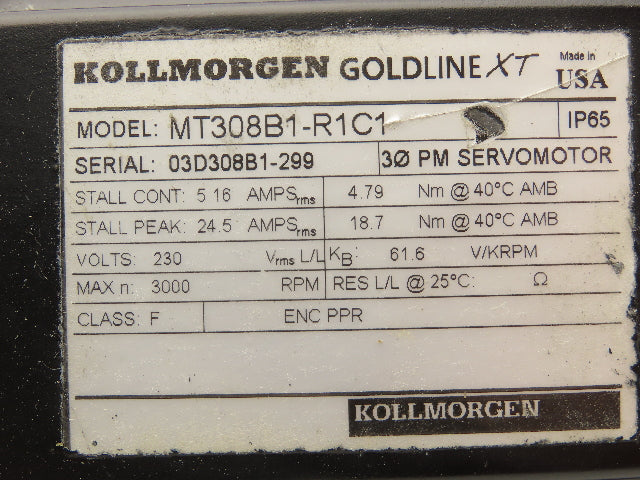 KOLLMORGEN GOLDLINE XT Made in USA
MODEL: MT308B1-R1C1 IP65
SERIAL: 03D308B1-299 3Ø PM SERVOMOTOR
STALL CONT: 5 16 AMPSrms 4.79 Nm @ 40°C AMB
STALL PEAK: 24.5 AMPSrms 18.7 Nm @ 40°C AMB
VOLTS: 230 Vrms L/L KB: 61.6 V/KRPM
MAX n: 3000 RPM RES L/L @ 25°C: Ω
CLASS: F ENC PPR
KOLLMORGEN